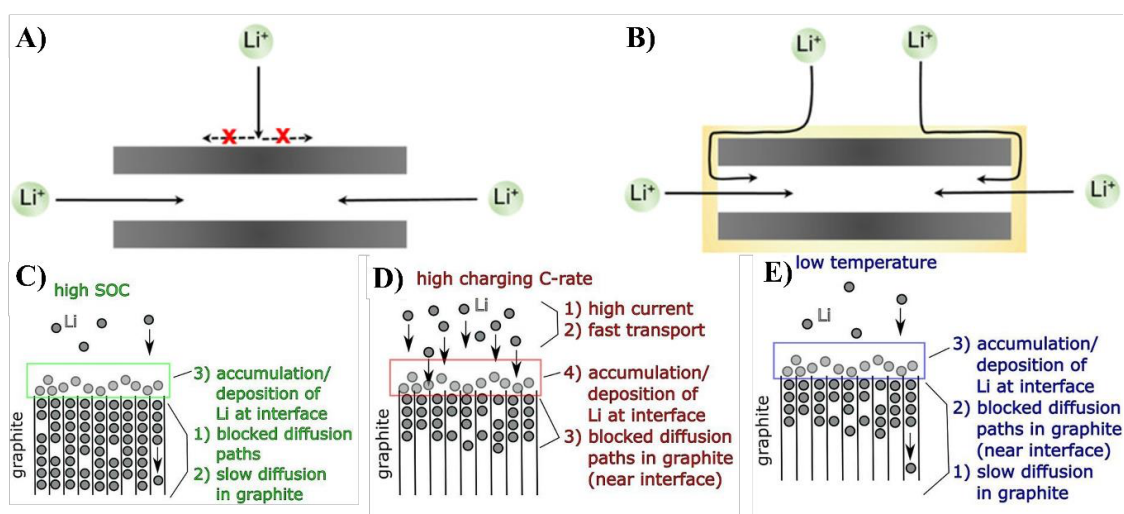 A)
Li+
Li+
Li+
B)
Li+
Li+
Li+
Li+
C)
high SOC
Li
3) accumulation/
deposition of
Li at interface
1) blocked diffusion
paths
2) slow diffusion
in graphite
graphite
D)
high charging C-rate
Li
1) high current
2) fast transport
4) accumulation/
deposition of
Li at interface
3) blocked diffusion
paths in graphite
(near interface)
graphite
E)
low temperature
Li
3) accumulation/
deposition of
Li at interface
2) blocked diffusion
paths in graphite
(near interface)
1) slow diffusion
in graphite
graphite